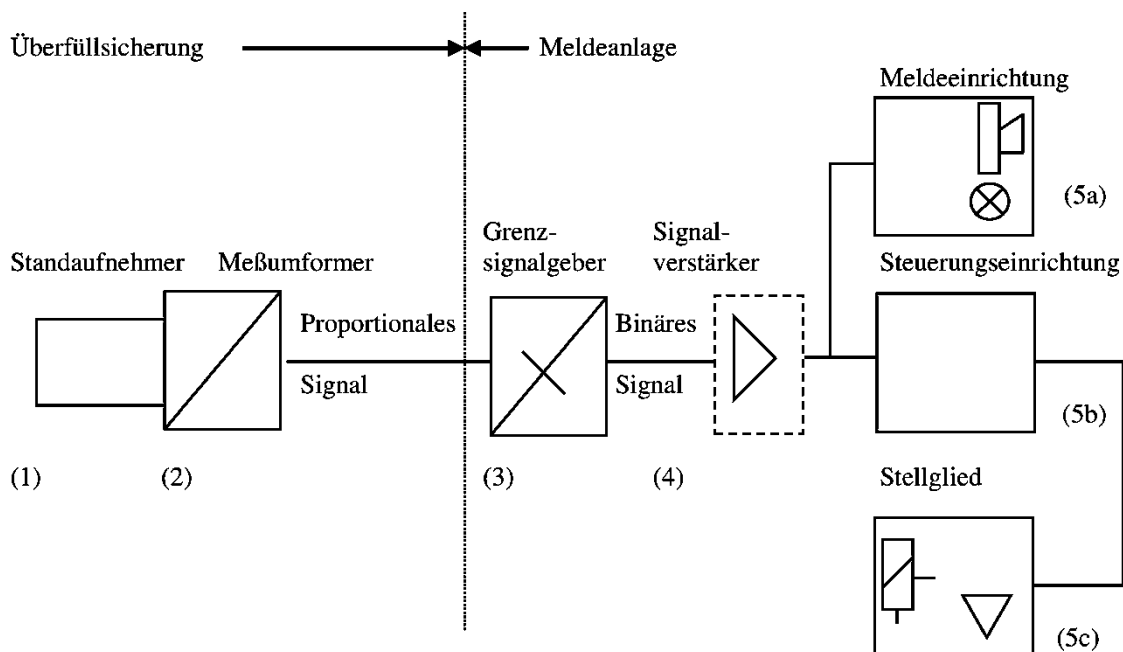 Überfüllsicherung
Meldeanlage
Meldeeinrichtung
(5a)
Grenz-
signalgeber
Signal-
verstärker
Standaufnehmer
Meßumformer
Steuerungseinrichtung
Proportionales
Signal
Binäres
Signal
(5b)
(1)
(2)
(3)
(4)
Stellglied
(5c)